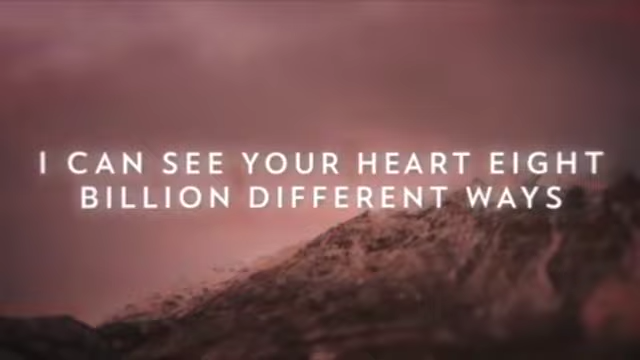 I CAN SEE YOUR HEART EIGHT
BILLION DIFFERENT WAYS